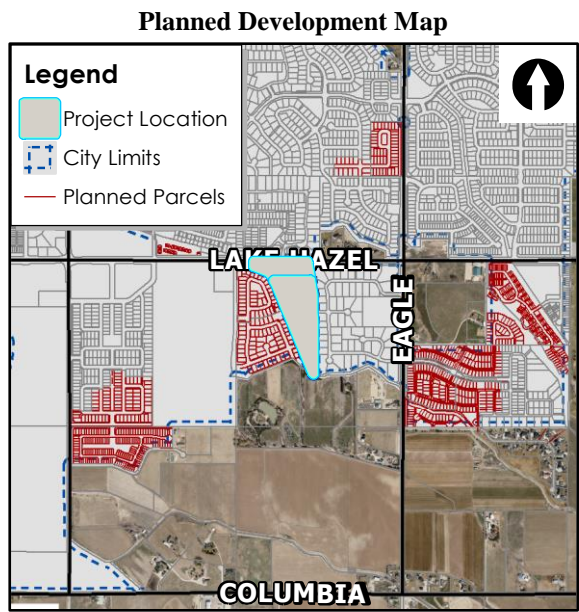 Planned Development Map
Legend
Project Location
City Limits
Planned Parcels
LAKE HAZEL
EAGLE
COLUMBIA